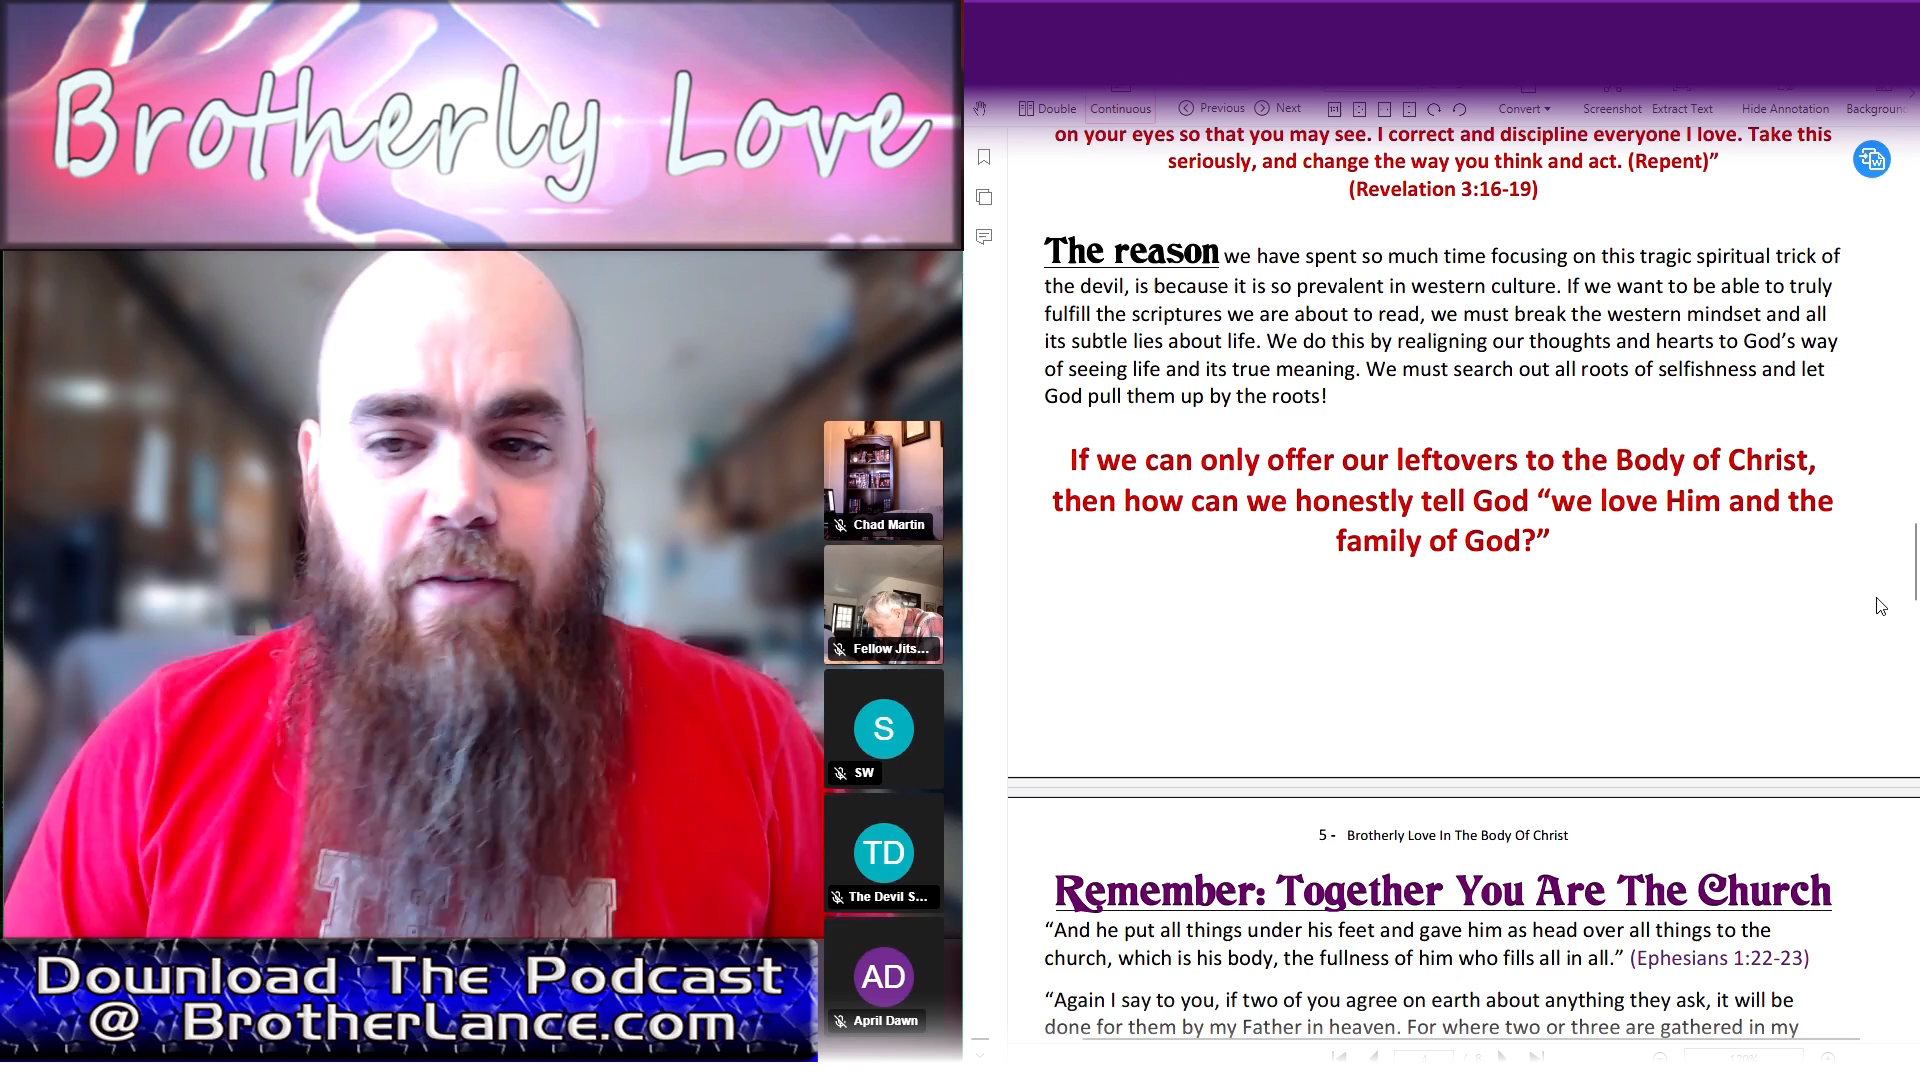 Brotherly Love
Double
Continuous
Previous
Next
Convert
Screenshot
Extract Text
Hide Annotation
on your eyes so that you may see. I correct and discipline everyone I love. Take this
seriously, and change the way you think and act. (Repent)”
(Revelation 3:16-19)
The reason we have spent so much time focusing on this tragic spiritual trick of
the devil, is because it is so prevalent in western culture. If we want to be able to truly
fulfill the scriptures we are about to read, we must break the western mindset and all
its subtle lies about life. We do this by realigning our thoughts and hearts to God’s way
of seeing life and its true meaning. We must search out all roots of selfishness and let
God pull them up by the roots!
If we can only offer our leftovers to the Body of Christ,
then how can we honestly tell God “we love Him and the
family of God?”
5 - Brotherly Love In The Body Of Christ
Remember: Together You Are The Church
“And he put all things under his feet and gave him as head over all things to the
church, which is his body, the fullness of him who fills all in all.” (Ephesians 1:22-23)
“Again I say to you, if two of you agree on earth about anything they ask, it will be
done for them by my Father in heaven. For where two or three are gathered in my
Chad Martin
Fellow Jits...
S
SW
TD
The Devil S...
AD
April Dawn
Download The Podcast
@ BrotherLance.com